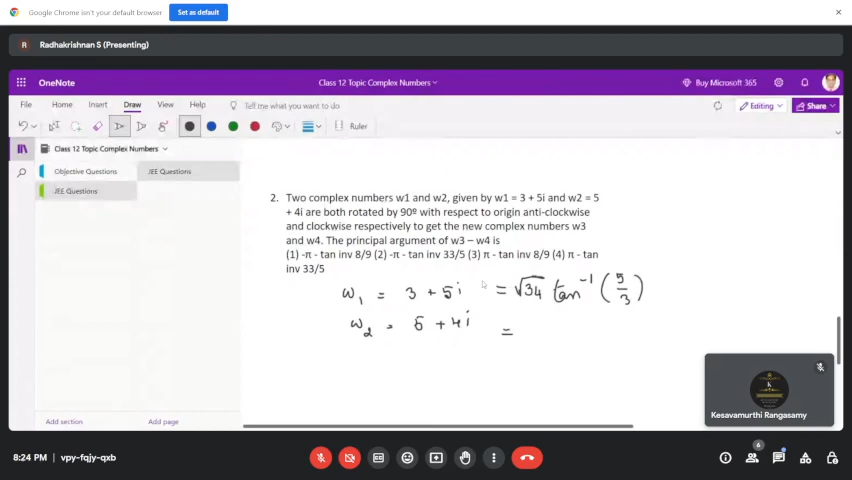 Google Chrome isn't your default browser Set as default
R Radhakrishnan S (Presenting)
OneNote Class 12 Topic Complex Numbers Buy Microsoft 365
File Home Insert Draw View Help Tell me what you want to do Editing Share
Ruler
Class 12 Topic Complex Numbers
Objective Questions JEE Questions
JEE Questions
2. Two complex numbers w1 and w2, given by w1 = 3 + 5i and w2 = 5
+ 4i are both rotated by 90º with respect to origin anti-clockwise
and clockwise respectively to get the new complex numbers w3
and w4. The principal argument of w3 – w4 is
(1) -π - tan inv 8/9 (2) -π - tan inv 33/5 (3) π - tan inv 8/9 (4) π - tan
inv 33/5
w₁ = 3 + 5i = √34 tan⁻¹ (5/3)
w₂ = 5 + 4i =
K
Kesavamurthi Rangasamy
Add section Add page
8:24 PM vpy-fqjy-qxb 6